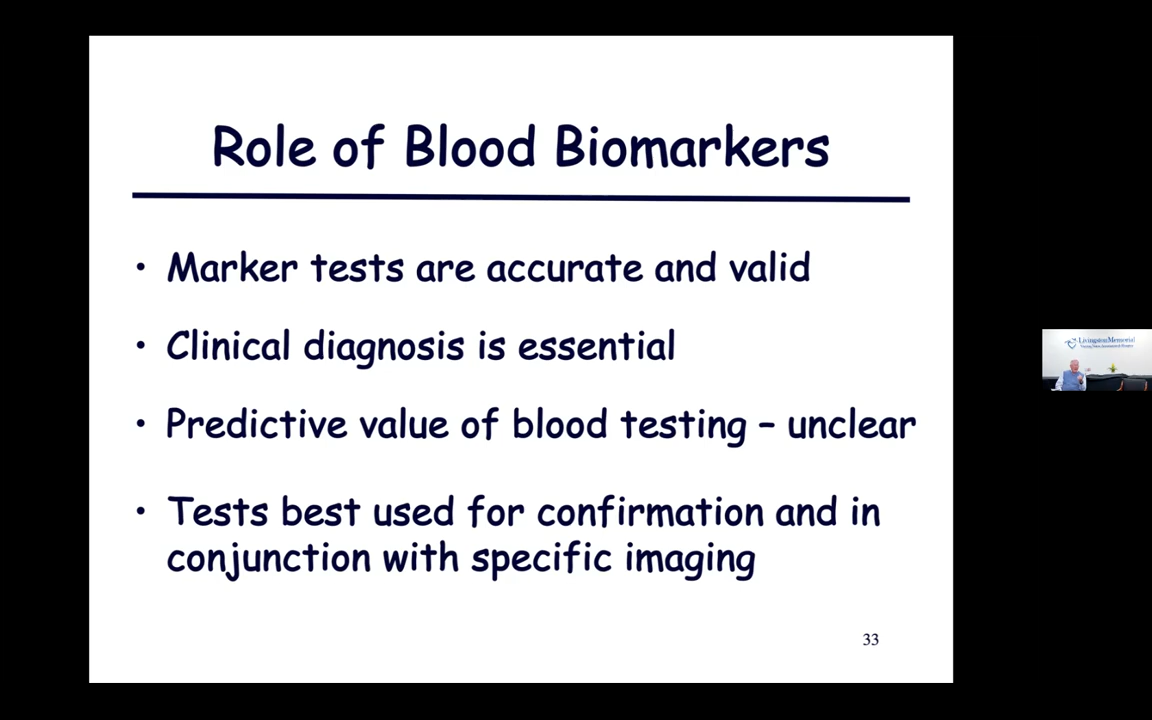 Role of Blood Biomarkers
• Marker tests are accurate and valid
• Clinical diagnosis is essential
• Predictive value of blood testing – unclear
• Tests best used for confirmation and in
conjunction with specific imaging
33
LivingstonMemorial